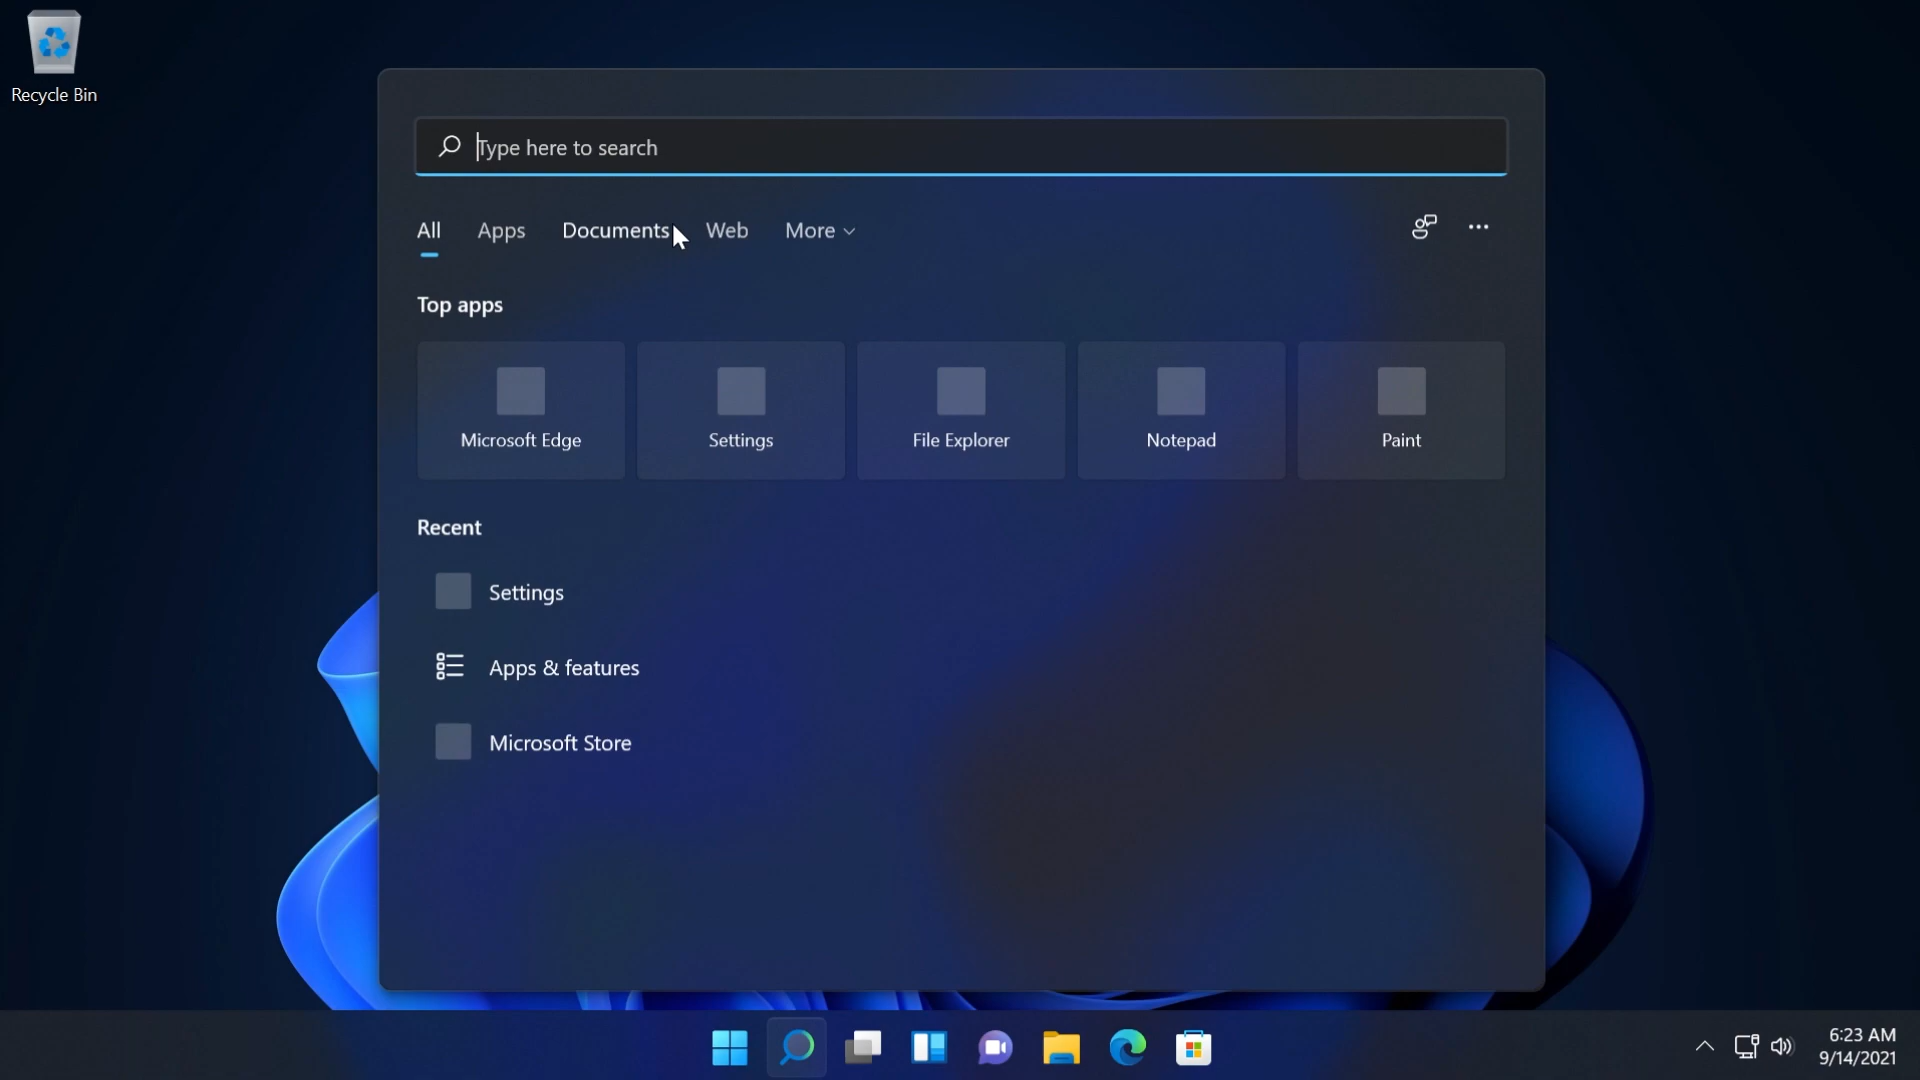 Recycle Bin
Type here to search
All Apps Documents Web More
Top apps
Microsoft Edge Settings File Explorer Notepad Paint
Recent
Settings
Apps & features
Microsoft Store
6:23 AM
9/14/2021